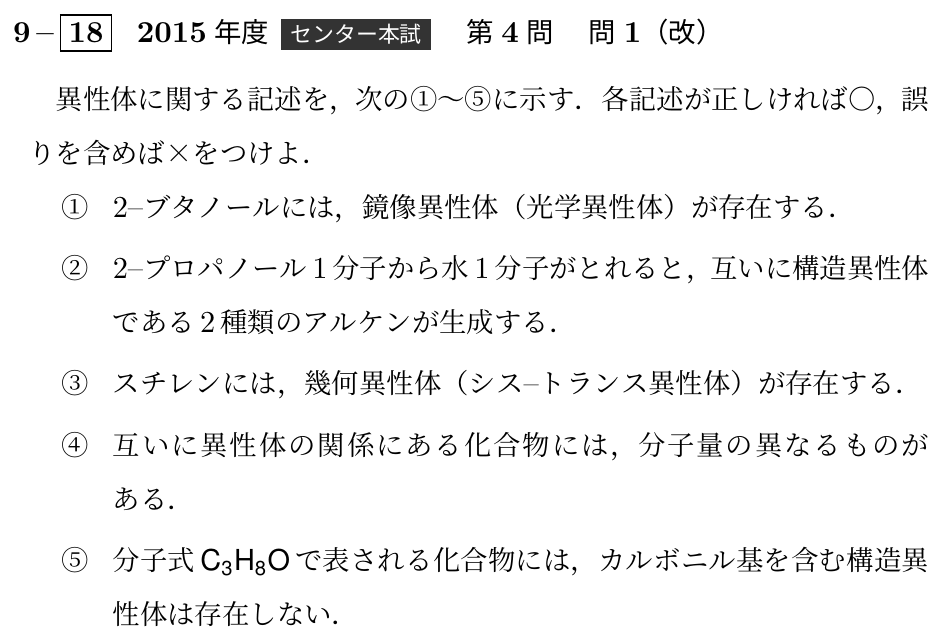 9－18 2015 年度 センター本試 第 4 問 問 1（改）
異性体に関する記述を，次の①～⑤に示す．各記述が正しければ○，誤
りを含めば×をつけよ．
① 2–ブタノールには，鏡像異性体（光学異性体）が存在する．
② 2–プロパノール 1 分子から水 1 分子がとれると，互いに構造異性体
である 2 種類のアルケンが生成する．
③ スチレンには，幾何異性体（シス–トランス異性体）が存在する．
④ 互いに異性体の関係にある化合物には，分子量の異なるものが
ある．
⑤ 分子式 C₃H₈O で表される化合物には，カルボニル基を含む構造異
性体は存在しない．